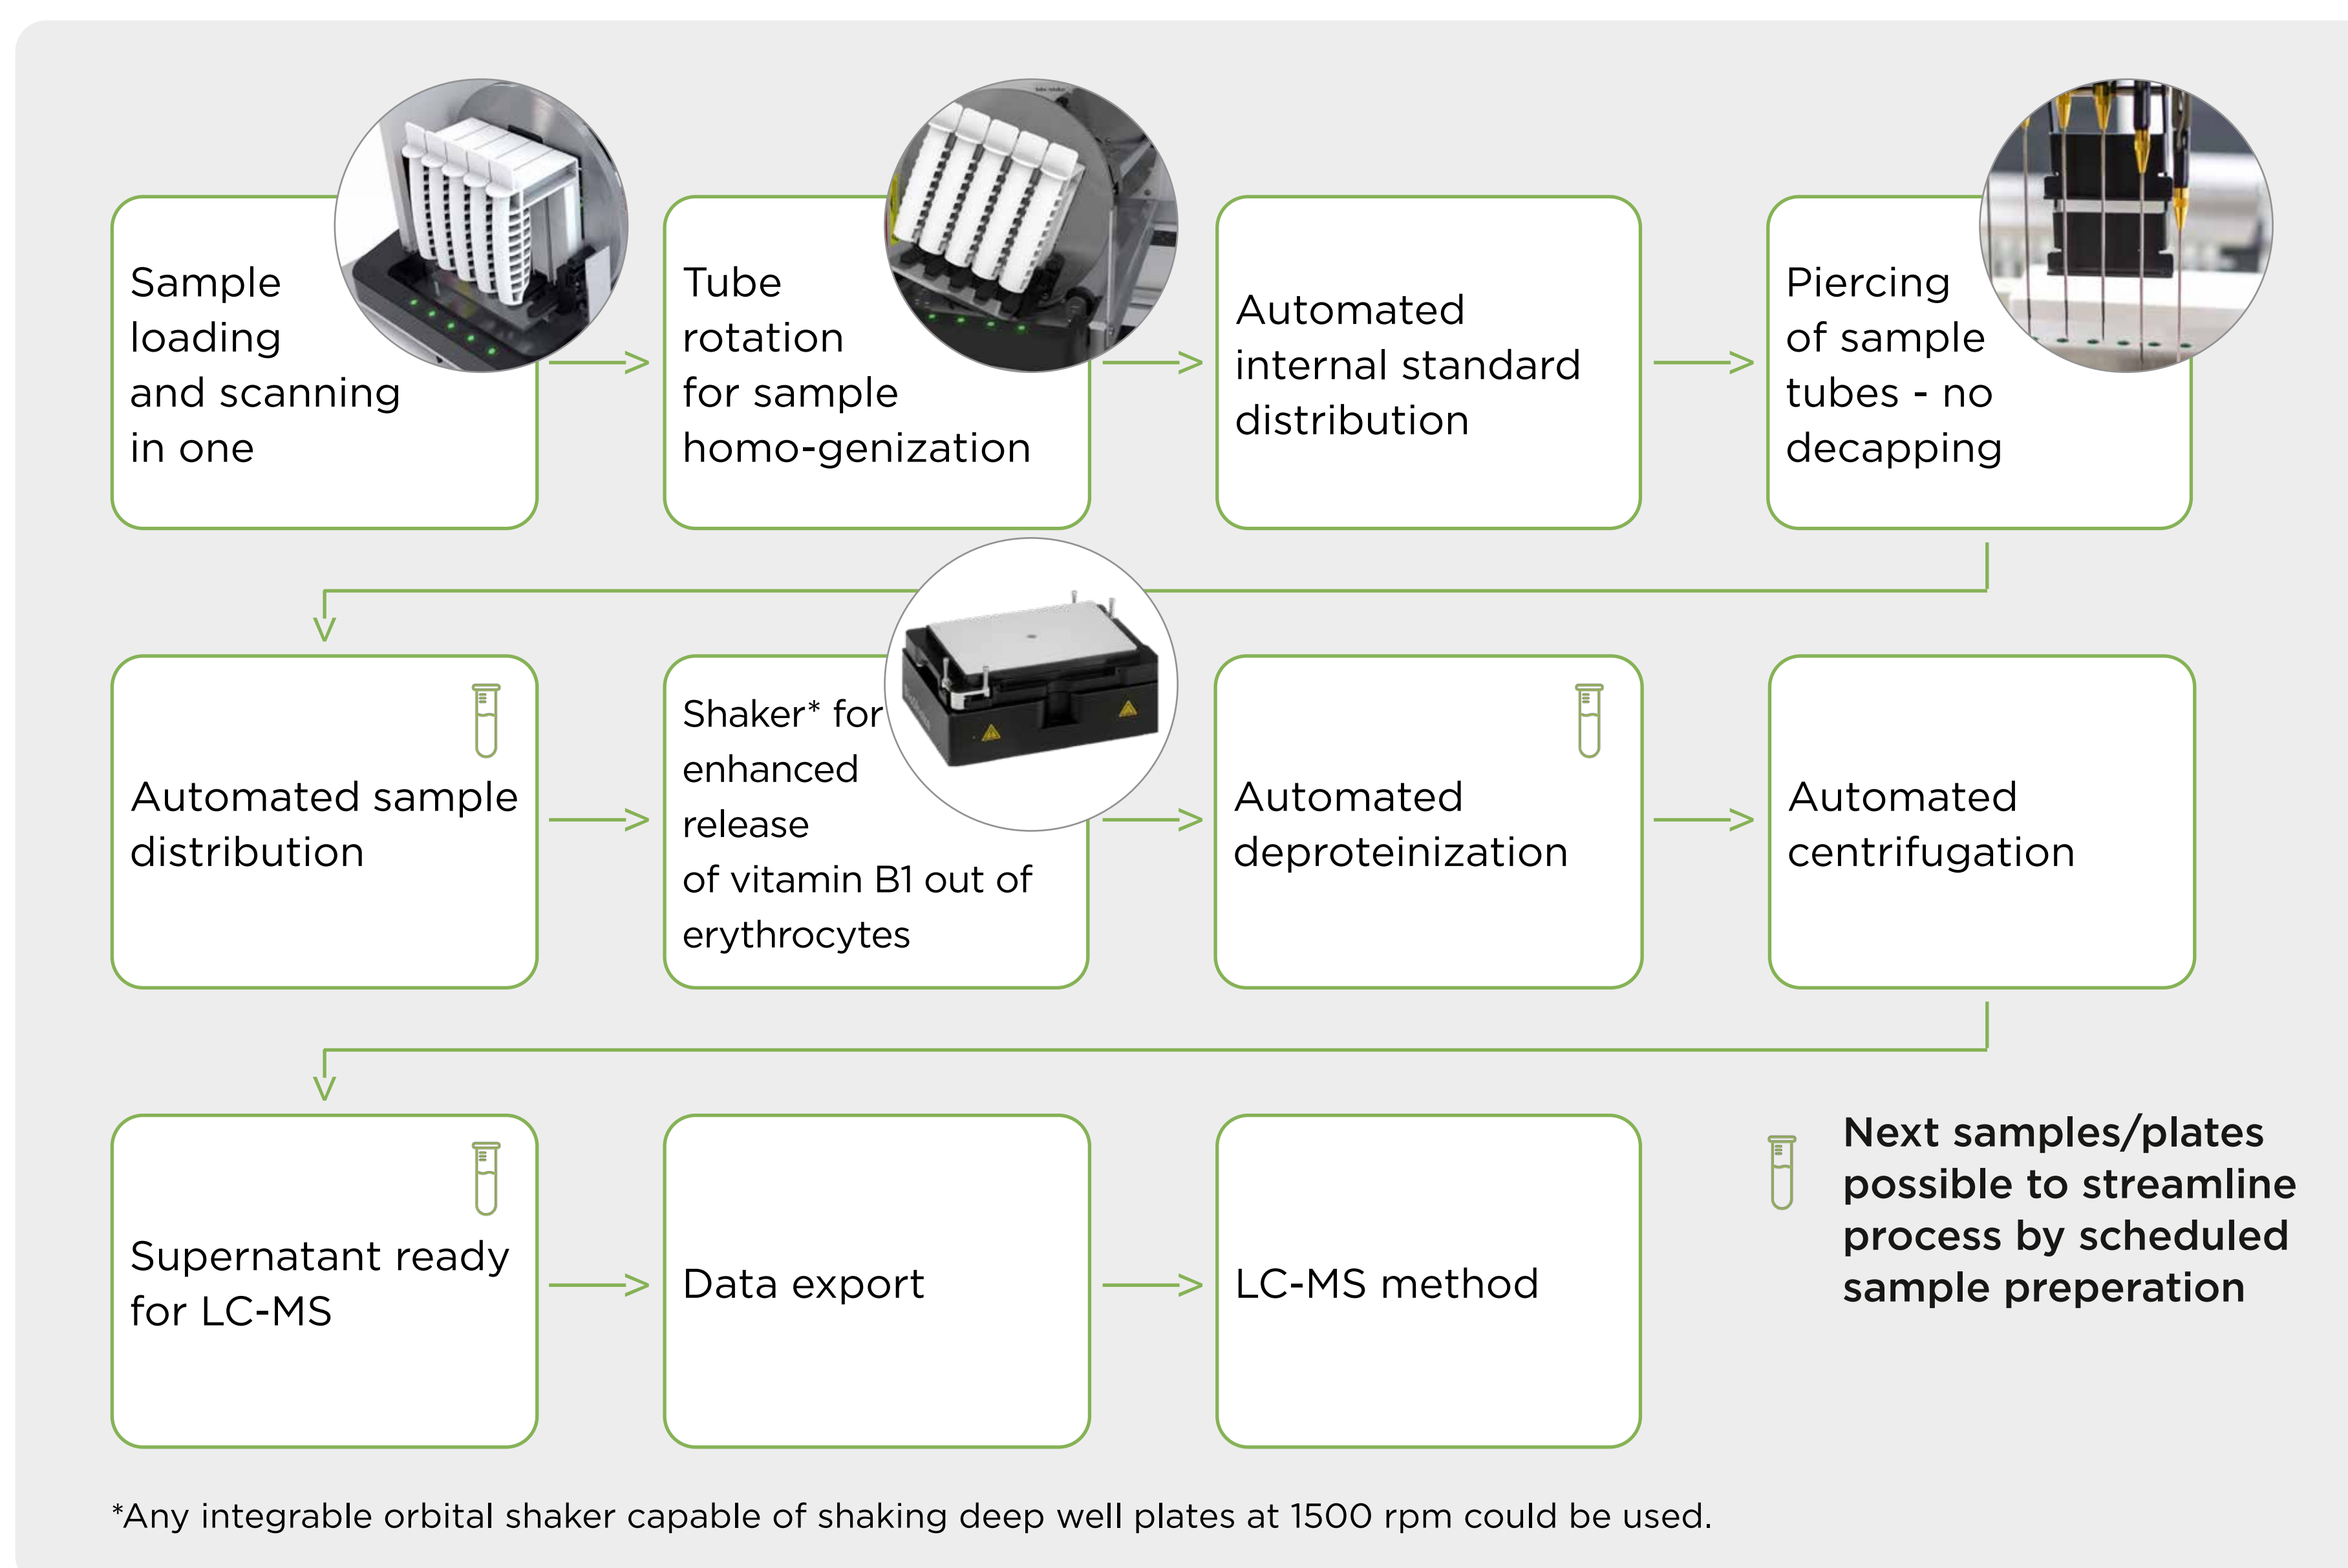 Sample
loading
and scanning
in one
Tube
rotation
for sample
homo-genization
Automated
internal standard
distribution
Piercing
of sample
tubes - no
decapping
Automated sample
distribution
Shaker* for
enhanced
release
of vitamin B1 out of
erythrocytes
Automated
deproteinization
Automated
centrifugation
Supernatant ready
for LC-MS
Data export
LC-MS method
Next samples/plates
possible to streamline
process by scheduled
sample preperation
*Any integrable orbital shaker capable of shaking deep well plates at 1500 rpm could be used.